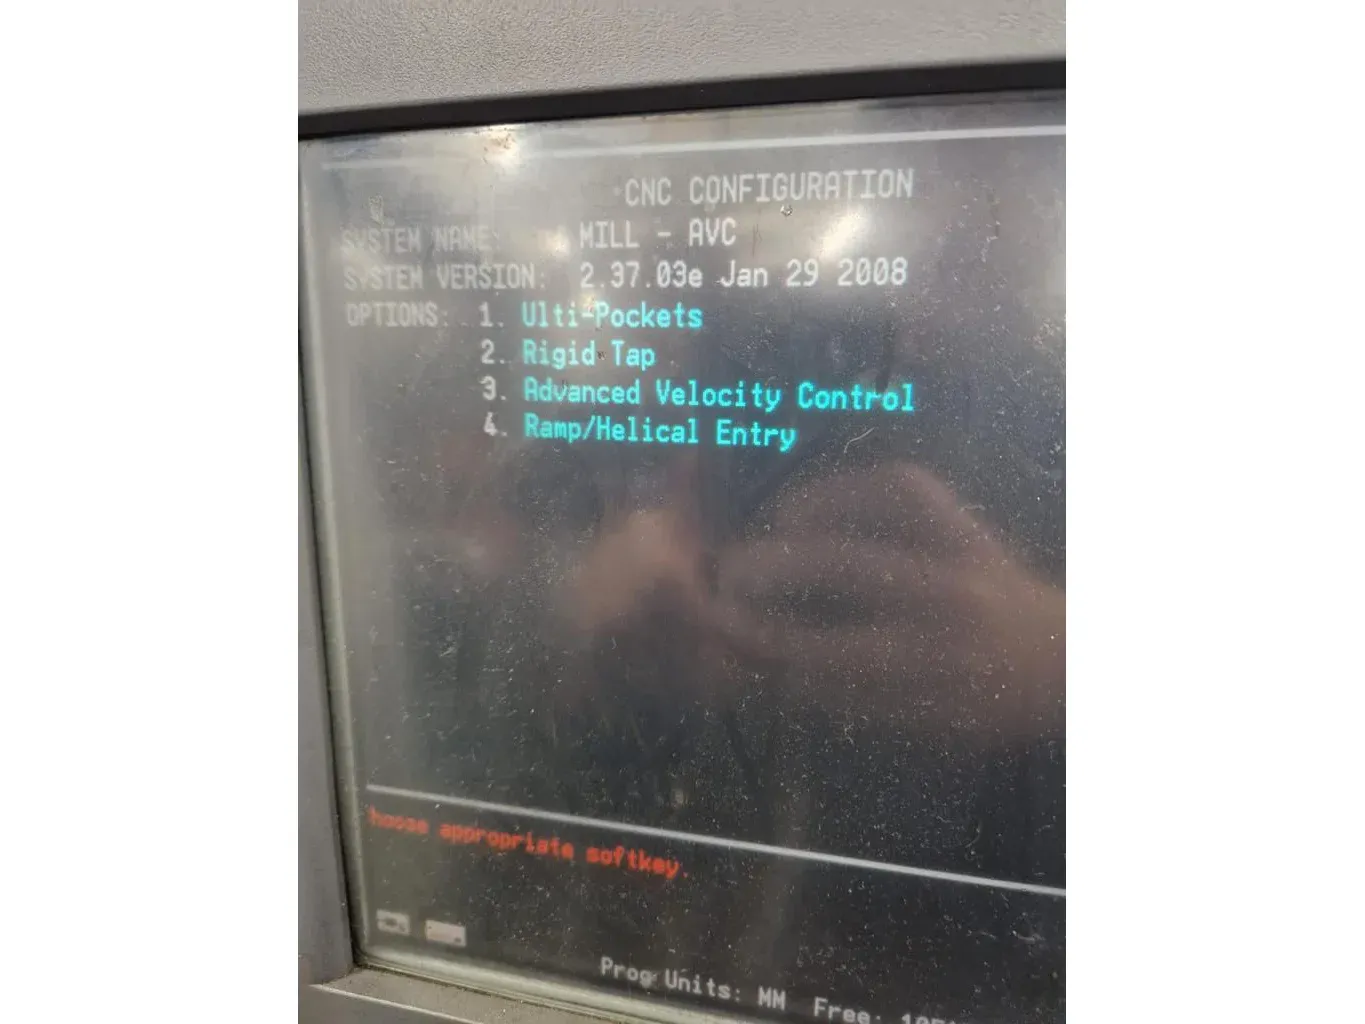 CNC CONFIGURATION
SYSTEM NAME: MILL - AVC
SYSTEM VERSION: 2.37.03e Jan 29 2008
OPTIONS: 1. Ulti-Pockets
2. Rigid Tap
3. Advanced Velocity Control
4. Ramp/Helical Entry
hoose appropriate softkey.
Prog Units: MM Free: